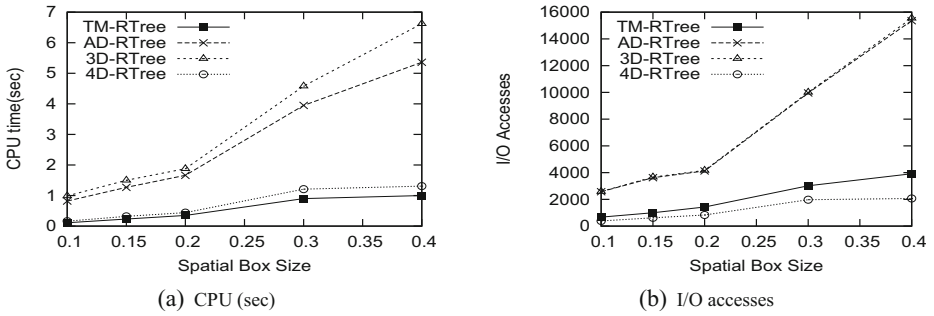 TM-RTree
AD-RTree
3D-RTree
4D-RTree
CPU time(sec)
7
6
5
4
3
2
1
0
0.1 0.15 0.2 0.25 0.3 0.35 0.4
Spatial Box Size
(a) CPU (sec)
TM-RTree
AD-RTree
3D-RTree
4D-RTree
I/O Accesses
16000
14000
12000
10000
8000
6000
4000
2000
0
0.1 0.15 0.2 0.25 0.3 0.35 0.4
Spatial Box Size
(b) I/O accesses